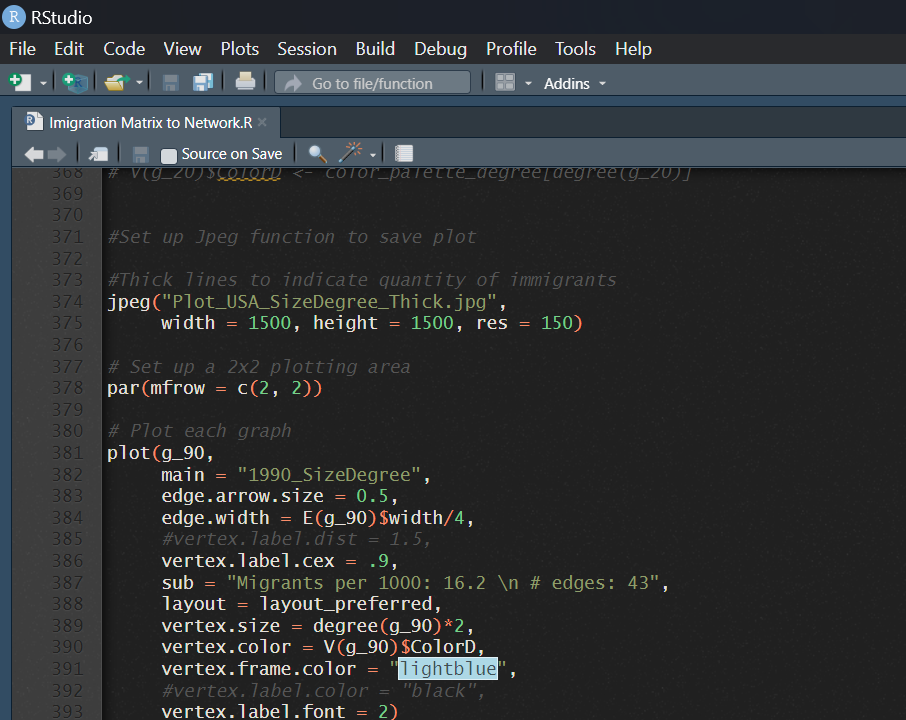 R RStudio
File Edit Code View Plots Session Build Debug Profile Tools Help
Go to file/function Addins
Imigration Matrix to Network.R
Source on Save
368 # V(g_20)$ColorD <- color_palette_degree[degree(g_20)]
369
370
371 #Set up Jpeg function to save plot
372
373 #Thick lines to indicate quantity of immigrants
374 jpeg("Plot_USA_SizeDegree_Thick.jpg",
375 width = 1500, height = 1500, res = 150)
376
377 # Set up a 2x2 plotting area
378 par(mfrow = c(2, 2))
379
380 # Plot each graph
381 plot(g_90,
382 main = "1990_SizeDegree",
383 edge.arrow.size = 0.5,
384 edge.width = E(g_90)$width/4,
385 #vertex.label.dist = 1.5,
386 vertex.label.cex = .9,
387 sub = "Migrants per 1000: 16.2 \n # edges: 43",
388 layout = layout_preferred,
389 vertex.size = degree(g_90)*2,
390 vertex.color = V(g_90)$ColorD,
391 vertex.frame.color = "lightblue",
392 #vertex.label.color = "black",
393 vertex.label.font = 2)